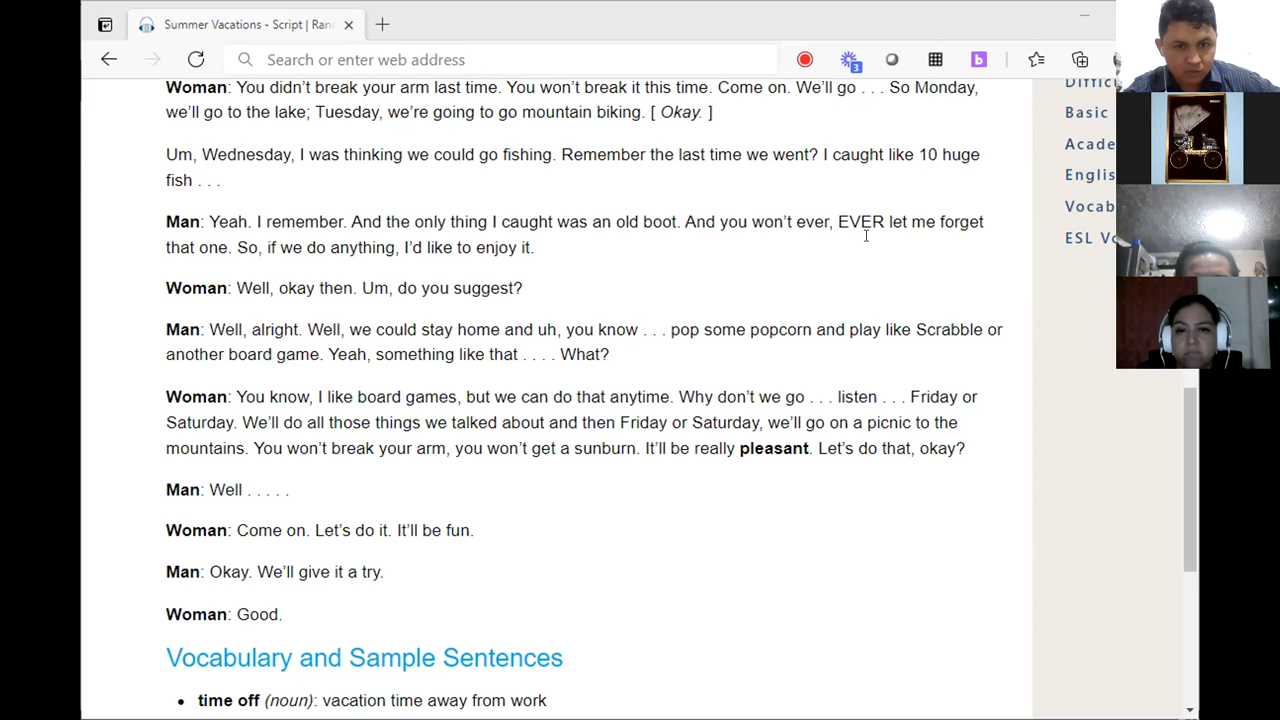 Summer Vacations - Script | Ran
Search or enter web address
3
b
Woman: You didn't break your arm last time. You won't break it this time. Come on. We'll go . . . So Monday,
we'll go to the lake; Tuesday, we're going to go mountain biking. [ Okay. ]
Um, Wednesday, I was thinking we could go fishing. Remember the last time we went? I caught like 10 huge
fish . . .
Man: Yeah. I remember. And the only thing I caught was an old boot. And you won't ever, EVER let me forget
that one. So, if we do anything, I'd like to enjoy it.
Woman: Well, okay then. Um, do you suggest?
Man: Well, alright. Well, we could stay home and uh, you know . . . pop some popcorn and play like Scrabble or
another board game. Yeah, something like that . . . . What?
Woman: You know, I like board games, but we can do that anytime. Why don't we go . . . listen . . . Friday or
Saturday. We'll do all those things we talked about and then Friday or Saturday, we'll go on a picnic to the
mountains. You won't break your arm, you won't get a sunburn. It'll be really pleasant. Let's do that, okay?
Man: Well . . . . .
Woman: Come on. Let's do it. It'll be fun.
Man: Okay. We'll give it a try.
Woman: Good.
Vocabulary and Sample Sentences
• time off (noun): vacation time away from work
Diffic
Basic
Acade
Englis
Vocab
ESL Vo